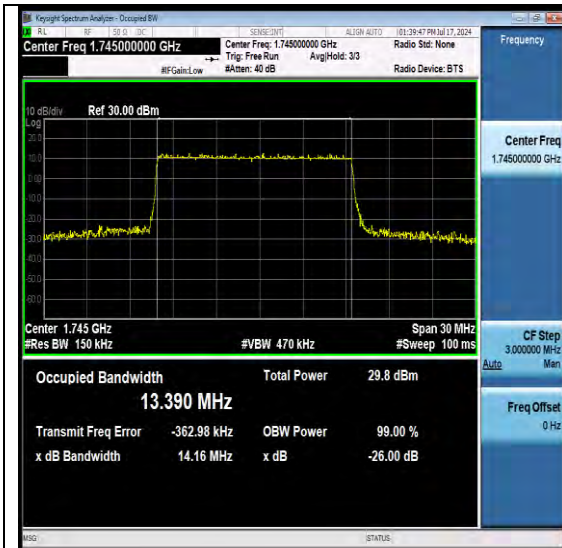 Keysight Spectrum Analyzer - Occupied BW
RL RF 50 Ω DC SENSE:INT ALIGN AUTO 01:39:47 PM Jul 17, 2024
Center Freq 1.745000000 GHz
Center Freq: 1.745000000 GHz
Radio Std: None
Trig: Free Run Avg|Hold: 3/3
#IFGain:Low #Atten: 40 dB Radio Device: BTS
Frequency
10 dB/div Ref 30.00 dBm
Log
20.0
10.0
0.00
-10.0
-20.0
-30.0
-40.0
-50.0
-60.0
Center Freq
1.745000000 GHz
Center 1.745 GHz Span 30 MHz
#Res BW 150 kHz #VBW 470 kHz #Sweep 100 ms
CF Step
3.000000 MHz
Auto Man
Occupied Bandwidth Total Power 29.8 dBm
13.390 MHz
Transmit Freq Error -362.98 kHz OBW Power 99.00 %
x dB Bandwidth 14.16 MHz x dB -26.00 dB
Freq Offset
0 Hz
MSG STATUS